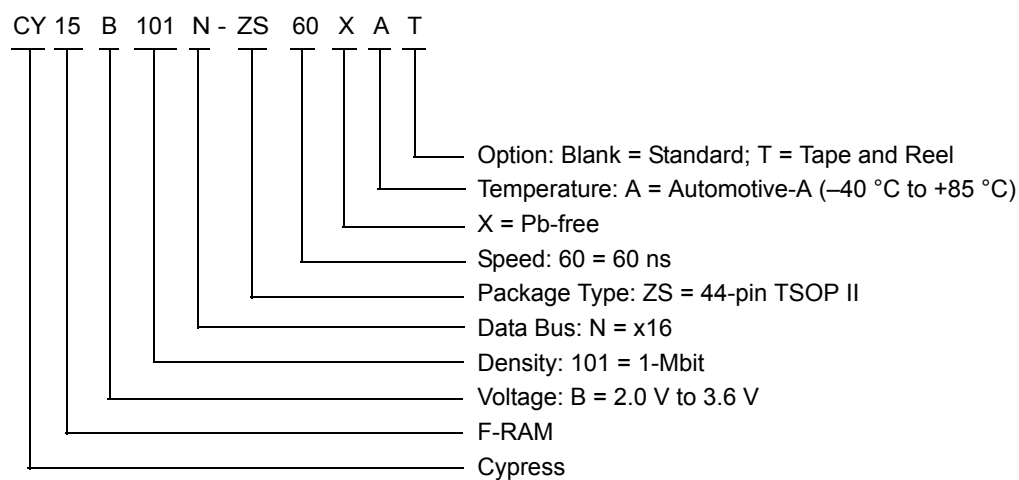 CY 15 B 101 N - ZS 60 X A T
Option: Blank = Standard; T = Tape and Reel
Temperature: A = Automotive-A (–40 °C to +85 °C)
X = Pb-free
Speed: 60 = 60 ns
Package Type: ZS = 44-pin TSOP II
Data Bus: N = x16
Density: 101 = 1-Mbit
Voltage: B = 2.0 V to 3.6 V
F-RAM
Cypress